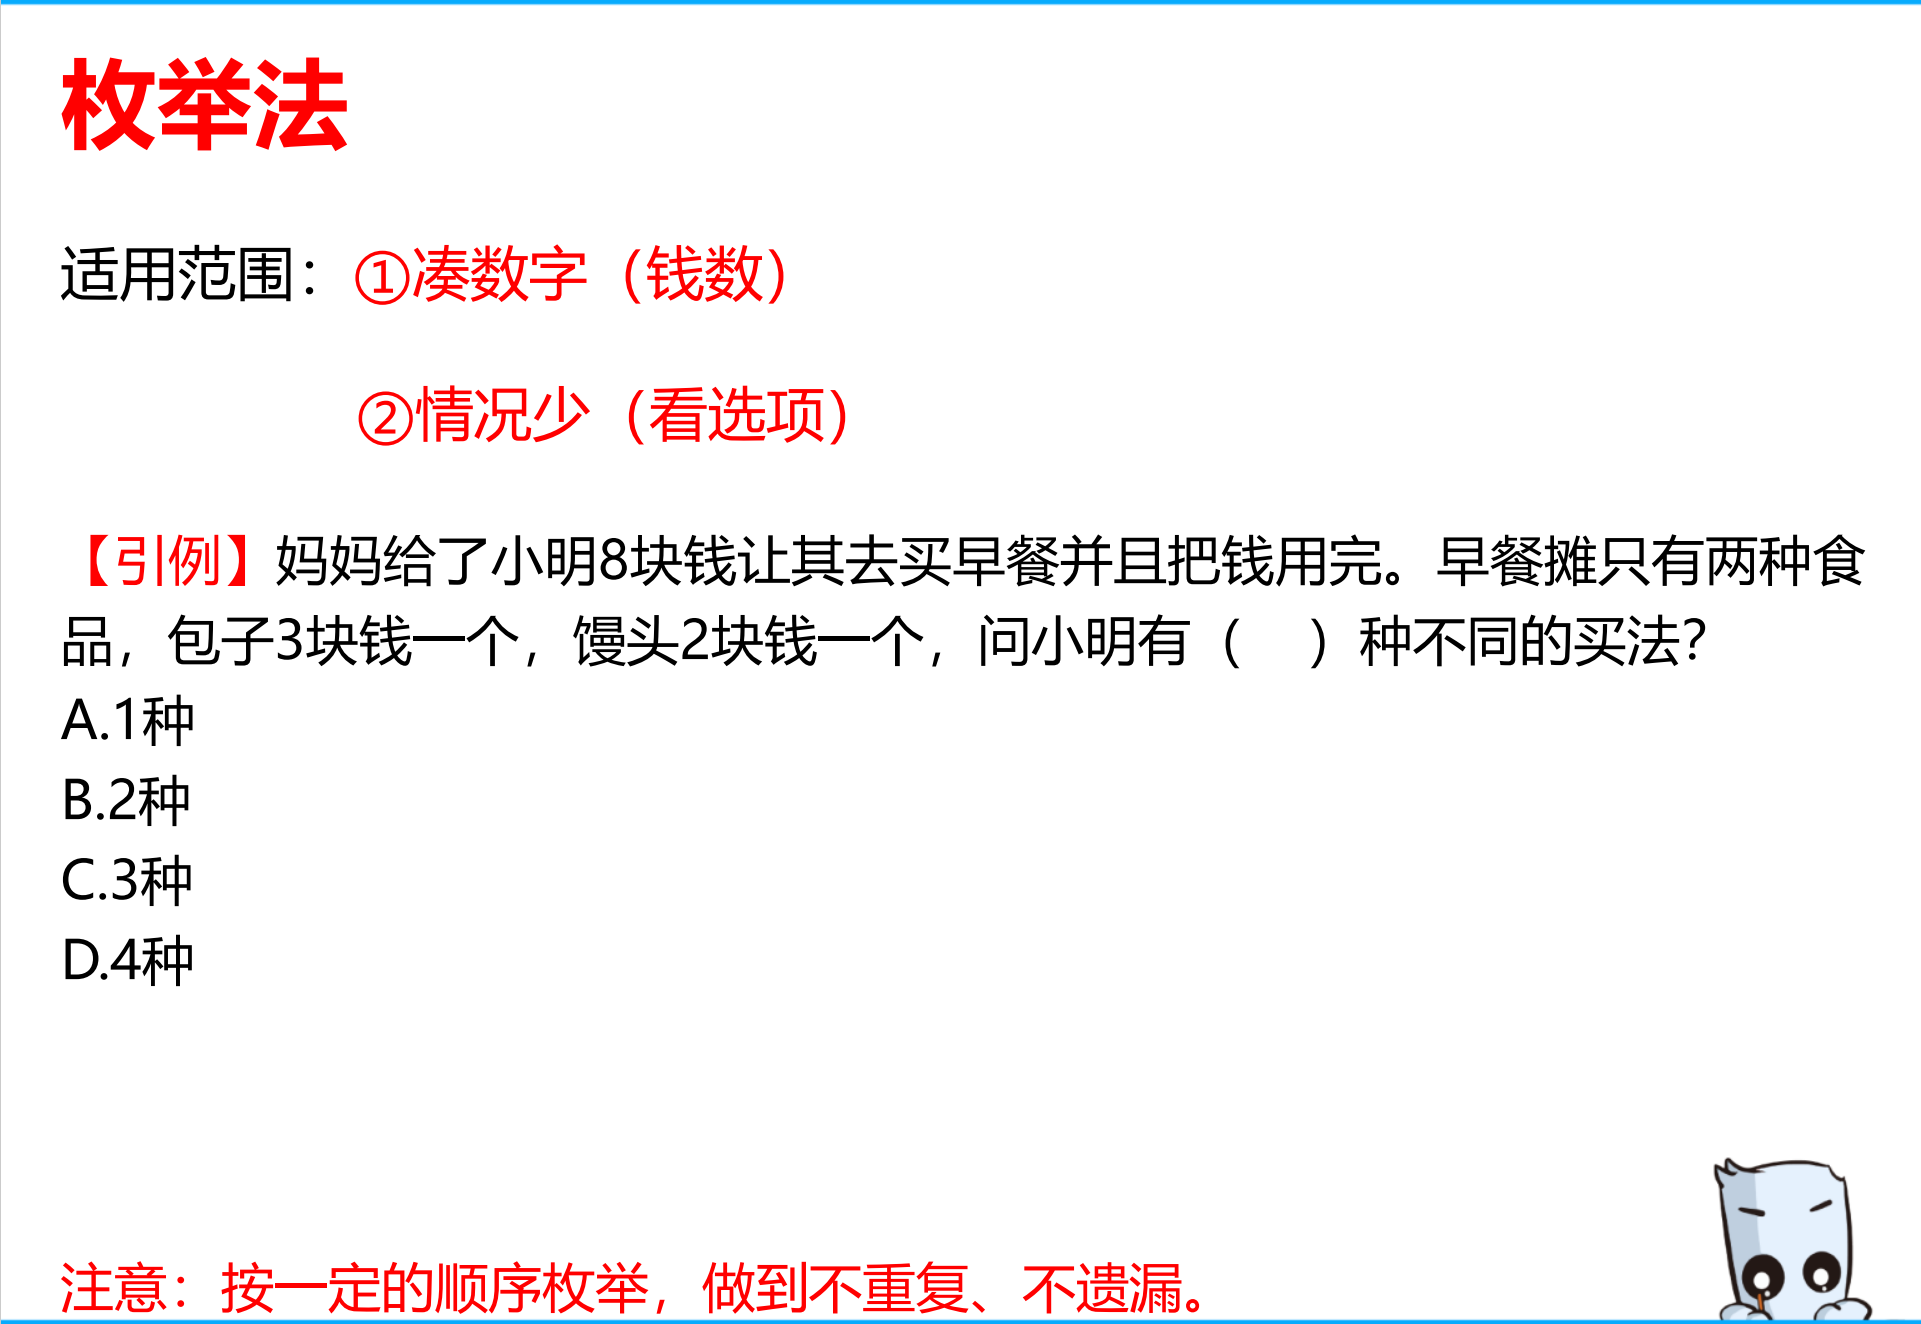 枚举法
适用范围：①凑数字（钱数）
②情况少（看选项）
【引例】妈妈给了小明8块钱让其去买早餐并且把钱用完。早餐摊只有两种食
品，包子3块钱一个，馒头2块钱一个，问小明有（　）种不同的买法？
A.1种
B.2种
C.3种
D.4种
注意：按一定的顺序枚举，做到不重复、不遗漏。